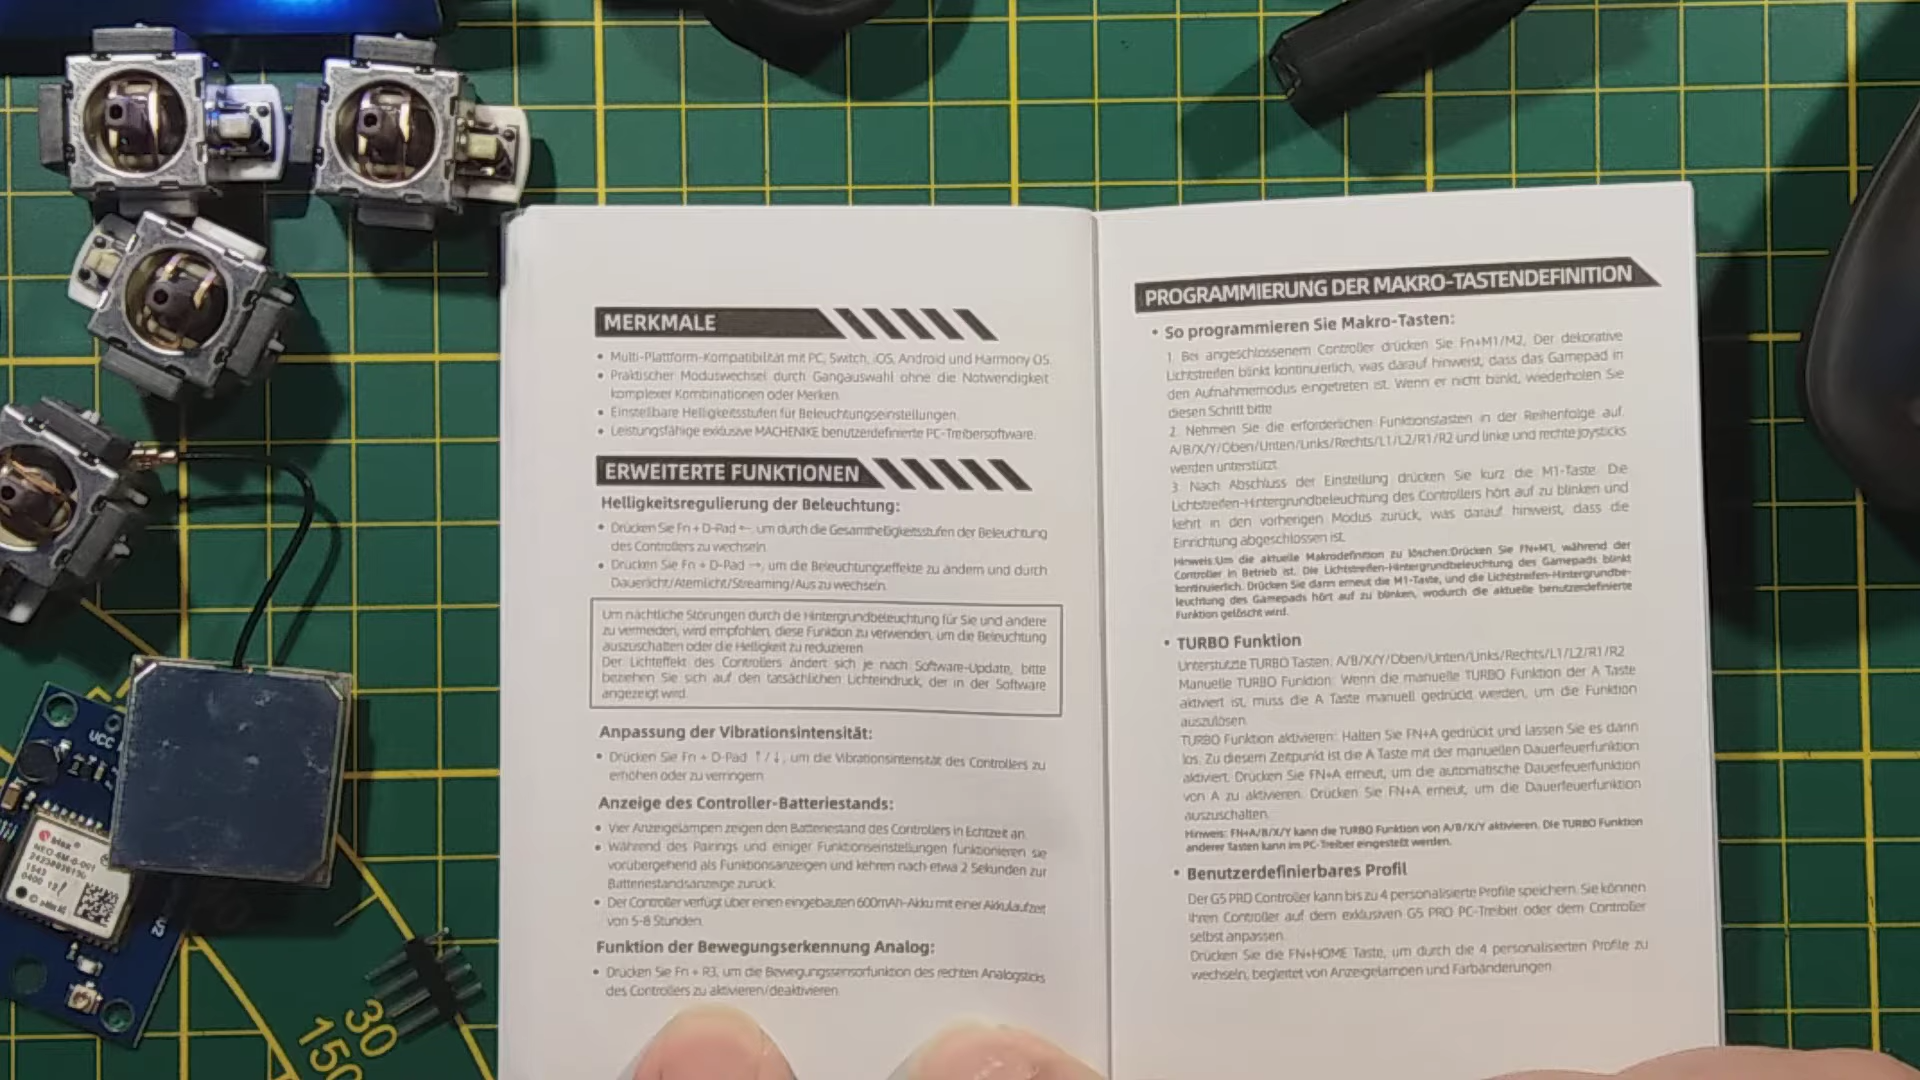 MERKMALE
• Multi-Plattform-Kompatibilität mit PC, Switch, iOS, Android und Harmony OS.
• Praktischer Moduswechsel durch Gangauswahl ohne die Notwendigkeit
komplexer Kombinationen oder Merken.
• Einstellbare Helligkeitsstufen für Beleuchtungseinstellungen.
• Leistungsfähige exklusive MACHENIKE benutzerdefinierte PC-Treibersoftware.
ERWEITERTE FUNKTIONEN
Helligkeitsregulierung der Beleuchtung:
• Drücken Sie Fn + D-Pad ←, um durch die Gesamthelligkeitsstufen der Beleuchtung
des Controllers zu wechseln.
• Drücken Sie Fn + D-Pad →, um die Beleuchtungseffekte zu ändern und durch
Dauerlicht/Atemlicht/Streaming/Aus zu wechseln.
Um nächtliche Störungen durch die Hintergrundbeleuchtung für Sie und andere
zu vermeiden, wird empfohlen, diese Funktion zu verwenden, um die Beleuchtung
auszuschalten oder die Helligkeit zu reduzieren.
Der Lichteffekt des Controllers ändert sich je nach Software-Update, bitte
beziehen Sie sich auf den tatsächlichen Lichteindruck, der in der Software
angezeigt wird.
Anpassung der Vibrationsintensität:
• Drücken Sie Fn + D-Pad ↑/↓, um die Vibrationsintensität des Controllers zu
erhöhen oder zu verringern.
Anzeige des Controller-Batteriestands:
• Vier Anzeigelampen zeigen den Batteriestand des Controllers in Echtzeit an.
• Während des Pairings und einiger Funktionseinstellungen funktionieren sie
vorübergehend als Funktionsanzeigen und kehren nach etwa 2 Sekunden zur
Batteriestandsanzeige zurück.
• Der Controller verfügt über einen eingebauten 600mAh-Akku mit einer Akkulaufzeit
von 5-8 Stunden.
Funktion der Bewegungserkennung Analog:
• Drücken Sie Fn + R3, um die Bewegungssensorfunktion des rechten Analogsticks
des Controllers zu aktivieren/deaktivieren.
PROGRAMMIERUNG DER MAKRO-TASTENDEFINITION
• So programmieren Sie Makro-Tasten:
1. Bei angeschlossenem Controller drücken Sie Fn+M1/M2, Der dekorative
Lichtstreifen blinkt kontinuierlich, was darauf hinweist, dass das Gamepad in
den Aufnahmemodus eingetreten ist. Wenn er nicht blinkt, wiederholen Sie
diesen Schritt bitte.
2. Nehmen Sie die erforderlichen Funktionstasten in der Reihenfolge auf.
A/B/X/Y/Oben/Unten/Links/Rechts/L1/L2/R1/R2 und linke und rechte Joysticks
werden unterstützt.
3. Nach Abschluss der Einstellung drücken Sie kurz die M1-Taste. Die
Lichtstreifen-Hintergrundbeleuchtung des Controllers hört auf zu blinken und
kehrt in den vorherigen Modus zurück, was darauf hinweist, dass die
Einrichtung abgeschlossen ist.
Hinweis:Um die aktuelle Makrodefinition zu löschen:Drücken Sie FN+M1, während der
Controller in Betrieb ist. Die Lichtstreifen-Hintergrundbeleuchtung des Gamepads blinkt
kontinuierlich. Drücken Sie dann erneut die M1-Taste, und die Lichtstreifen-Hintergrundbe-
leuchtung des Gamepads hört auf zu blinken, wodurch die aktuelle benutzerdefinierte
Funktion gelöscht wird.
• TURBO Funktion
Unterstützte TURBO Tasten: A/B/X/Y/Oben/Unten/Links/Rechts/L1/L2/R1/R2
Manuelle TURBO Funktion: Wenn die manuelle TURBO Funktion der A Taste
aktiviert ist, muss die A Taste manuell gedrückt werden, um die Funktion
auszulösen.
TURBO Funktion aktivieren: Halten Sie FN+A gedrückt und lassen Sie es dann
los. Zu diesem Zeitpunkt ist die A Taste mit der manuellen Dauerfeuerfunktion
aktiviert. Drücken Sie FN+A erneut, um die automatische Dauerfeuerfunktion
von A zu aktivieren. Drücken Sie FN+A erneut, um die Dauerfeuerfunktion
auszuschalten.
Hinweis: FN+A/B/X/Y kann die TURBO Funktion von A/B/X/Y aktivieren. Die TURBO Funktion
anderer Tasten kann im PC-Treiber eingestellt werden.
• Benutzerdefinierbares Profil
Der G5 PRO Controller kann bis zu 4 personalisierte Profile speichern. Sie können
Ihren Controller auf dem exklusiven G5 PRO PC-Treiber oder dem Controller
selbst anpassen.
Drücken Sie die FN+HOME Taste, um durch die 4 personalisierten Profile zu
wechseln, begleitet von Anzeigelampen und Farbänderungen.
VCC
NEO-6M-0-001
V2
30
150